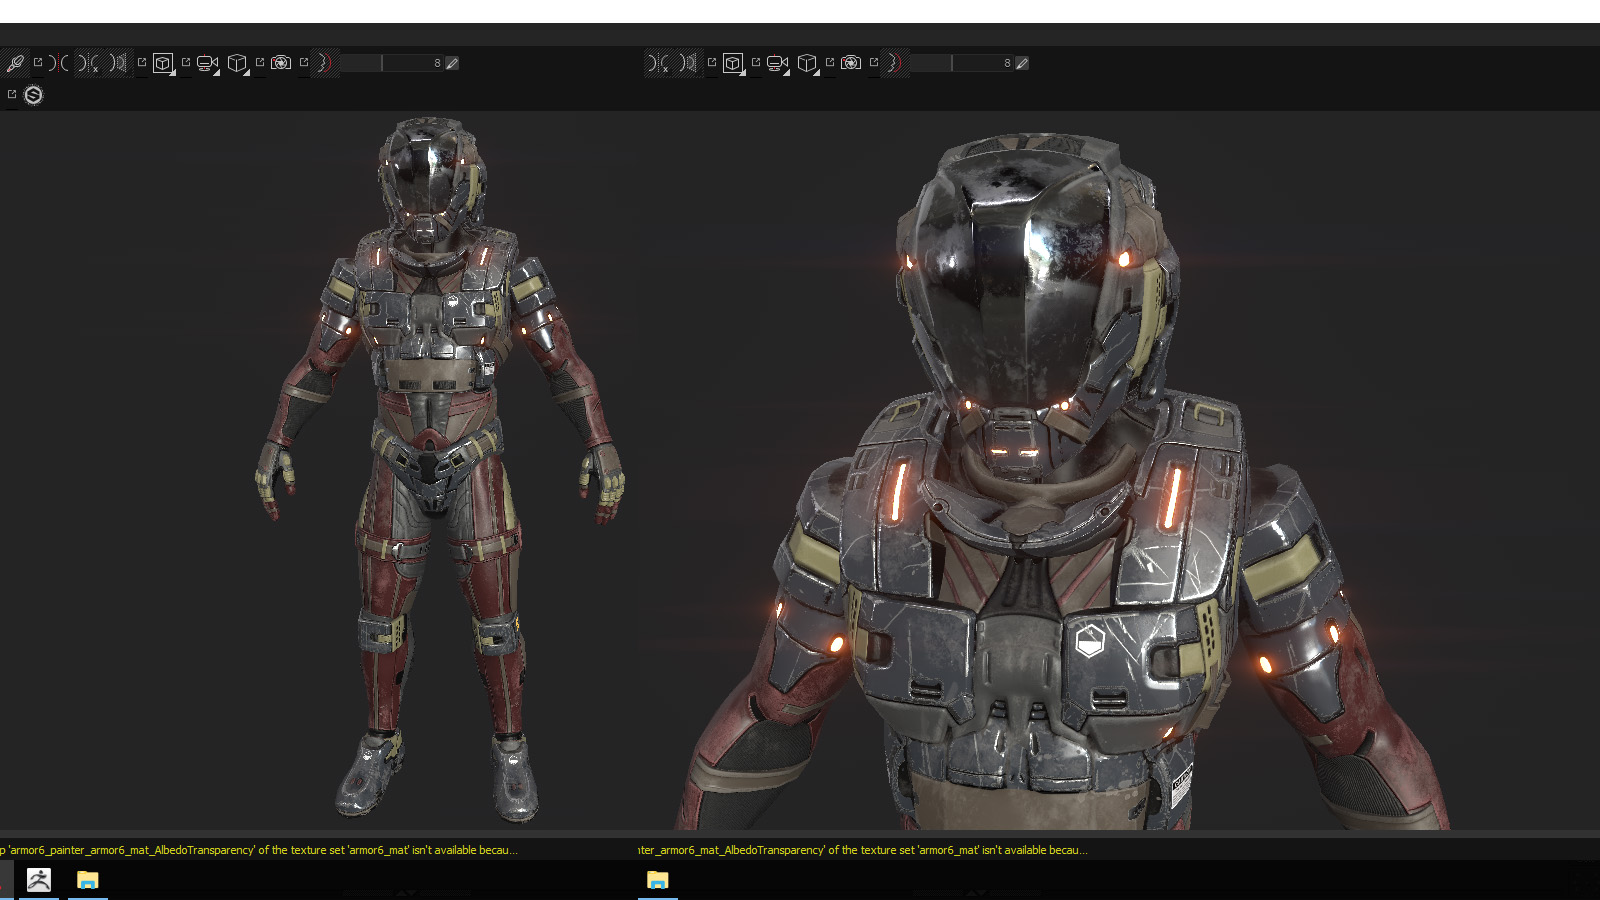 8
8
p 'armor6_painter_armor6_mat_AlbedoTransparency' of the texture set 'armor6_mat' isn't available becau...
nter_armor6_mat_AlbedoTransparency' of the texture set 'armor6_mat' isn't available becau...